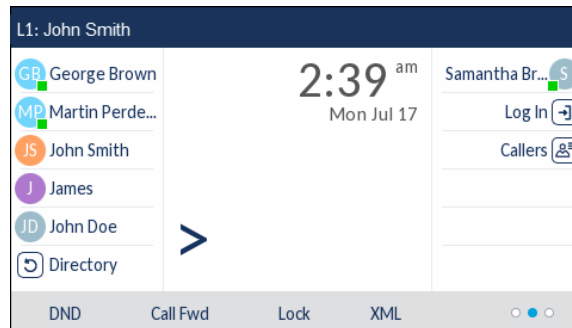 L1: John Smith
GB George Brown
MP Martin Perde...
JS John Smith
J James
JD John Doe
Directory
>
2:39 am
Mon Jul 17
Samantha Br... S
Log In
Callers
DND Call Fwd Lock XML